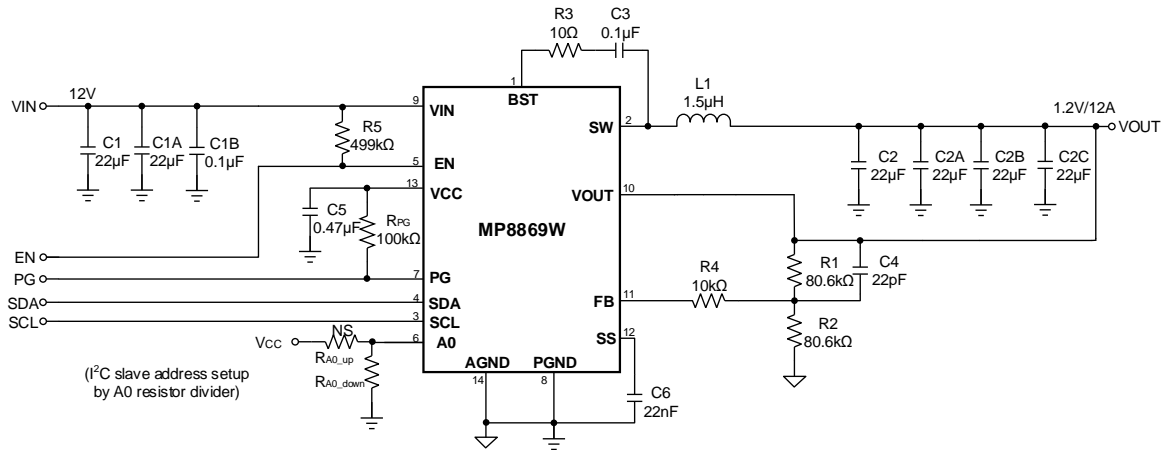 R3
10Ω
C3
0.1µF
1
BST
L1
1.5µH
VIN
12V
9
VIN
SW
2
1.2V/12A
VOUT
C1
22µF
C1A
22µF
C1B
0.1µF
R5
499kΩ
C2
22µF
C2A
22µF
C2B
22µF
C2C
22µF
5
EN
13
VCC
VOUT
10
C5
0.47µF
RPG
100kΩ
MP8869W
EN
PG
7
PG
R4
10kΩ
R1
80.6kΩ
C4
22pF
SDA
4
SDA
FB
11
SCL
3
SCL
R2
80.6kΩ
VCC
NS
6
A0
SS
12
RA0_up
RA0_down
(I²C slave address setup
by A0 resistor divider)
AGND
PGND
14
8
C6
22nF